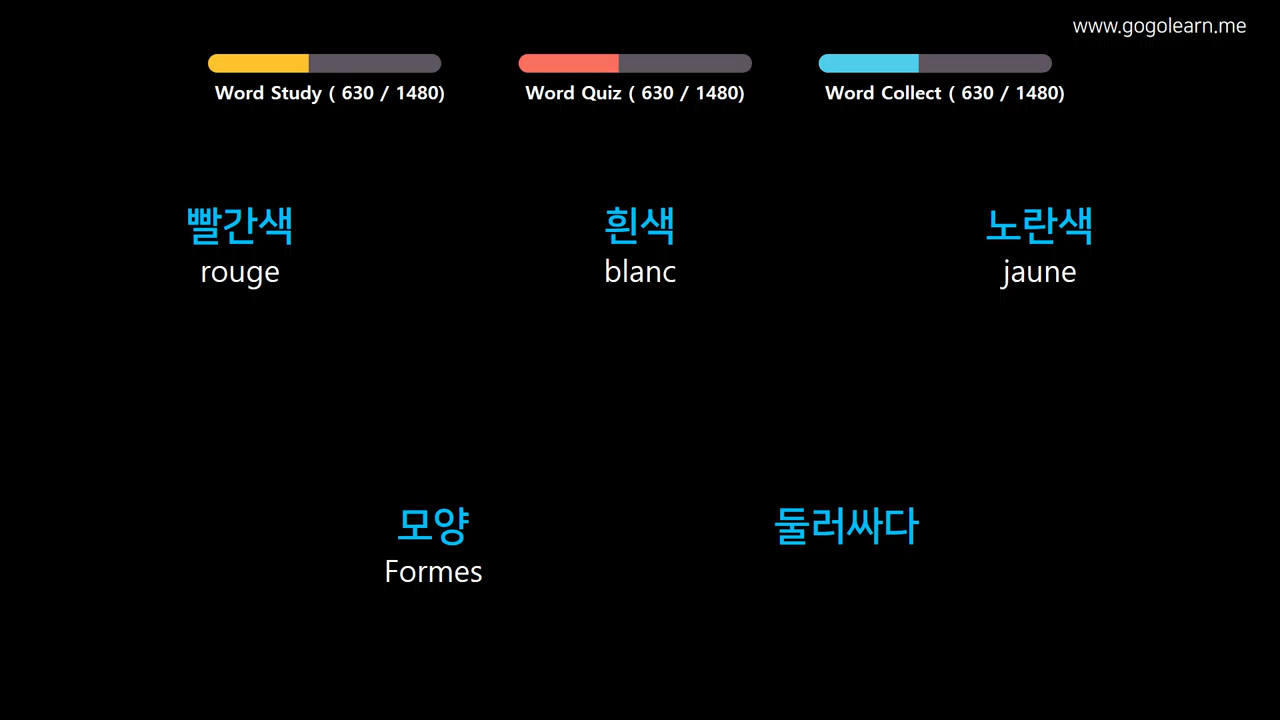 www.gogolearn.me
Word Study ( 630 / 1480)
Word Quiz ( 630 / 1480)
Word Collect ( 630 / 1480)
빨간색
rouge
흰색
blanc
노란색
jaune
모양
Formes
둘러싸다